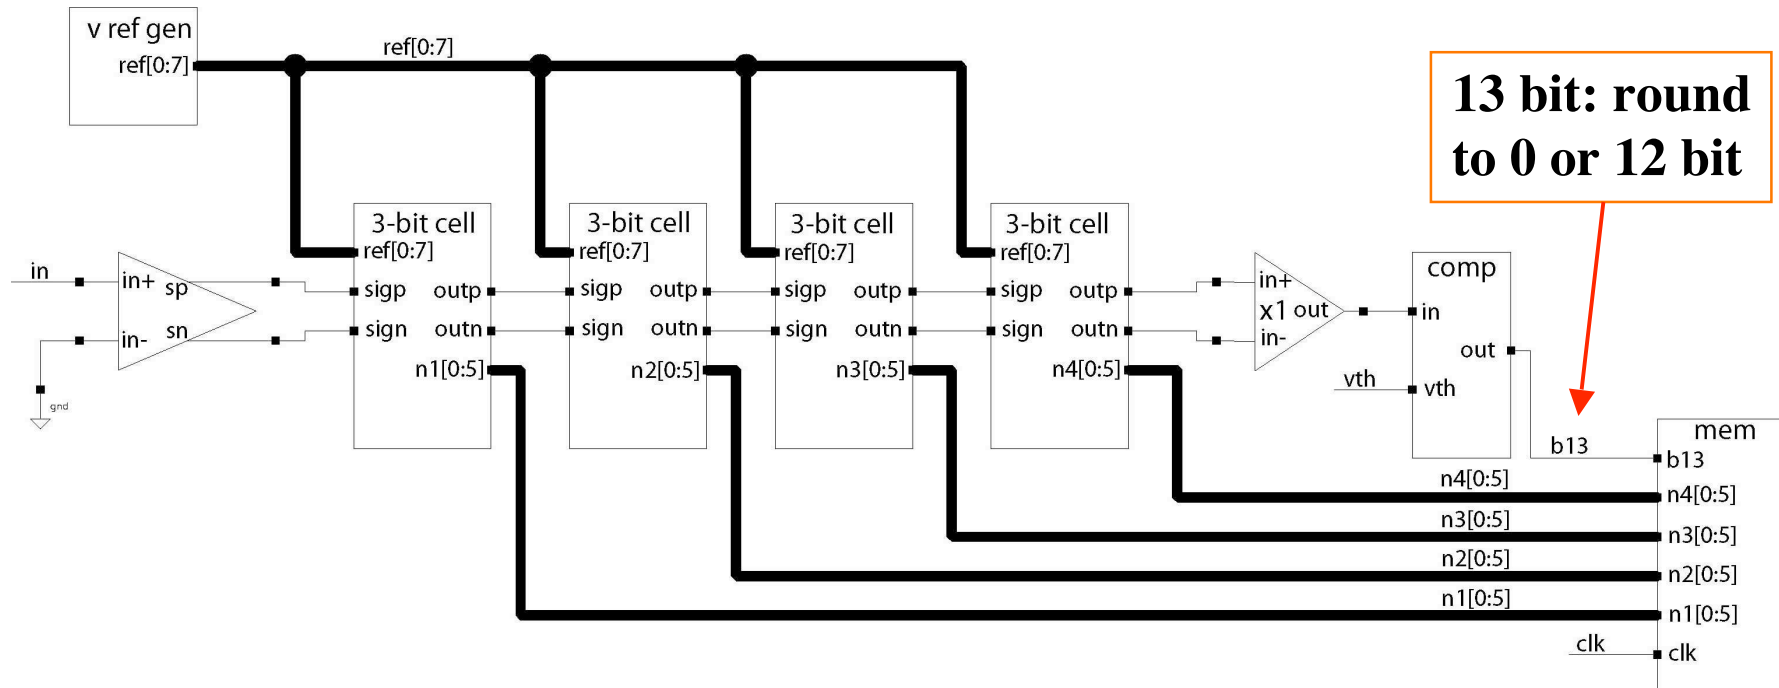 v ref gen
ref[0:7]
ref[0:7]
13 bit: round
to 0 or 12 bit
3-bit cell
ref[0:7]
sigp
outp
sign
outn
n1[0:5]
3-bit cell
ref[0:7]
sigp
outp
sign
outn
n2[0:5]
3-bit cell
ref[0:7]
sigp
outp
sign
outn
n3[0:5]
3-bit cell
ref[0:7]
sigp
outp
sign
outn
n4[0:5]
in
in+
sp
sn
in-
gnd
in+
x1 out
in-
comp
in
out
vth
vth
b13
mem
b13
n4[0:5]
n4[0:5]
n3[0:5]
n3[0:5]
n2[0:5]
n2[0:5]
n1[0:5]
n1[0:5]
clk
clk